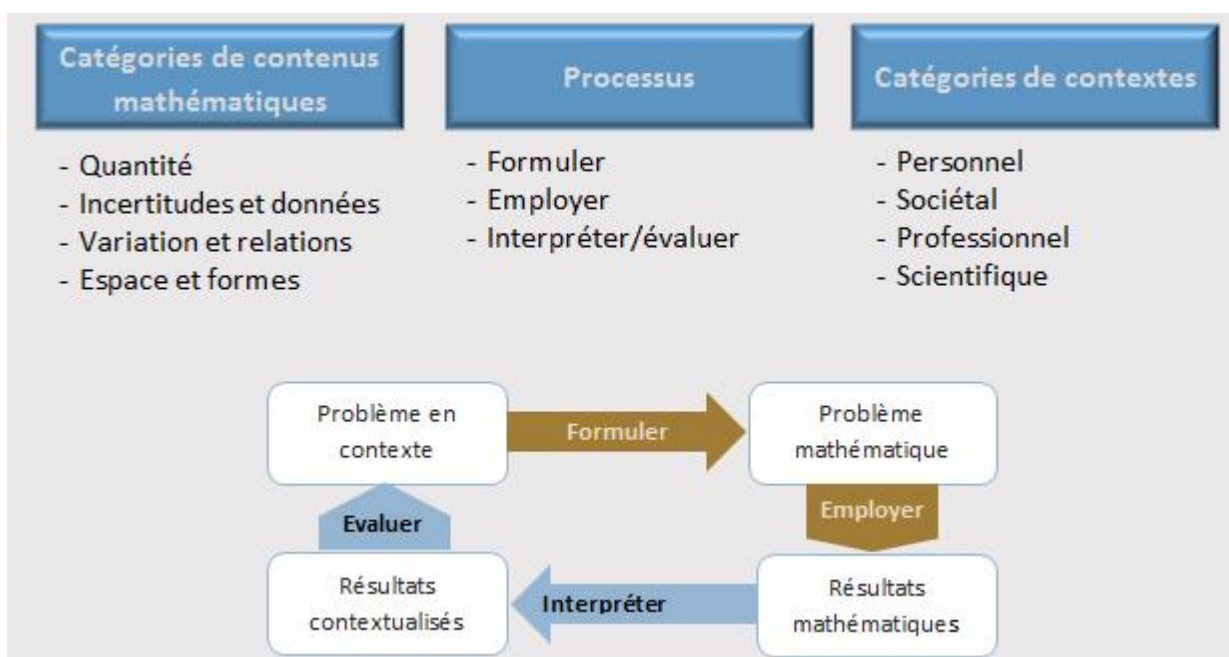 Catégories de contenus
mathématiques
Processus
Catégories de contextes
- Quantité
- Incertitudes et données
- Variation et relations
- Espace et formes
- Formuler
- Employer
- Interpréter/évaluer
- Personnel
- Sociétal
- Professionnel
- Scientifique
Problème en
contexte
Formuler
Problème
mathématique
Employer
Evaluer
Résultats
contextualisés
Interpréter
Résultats
mathématiques